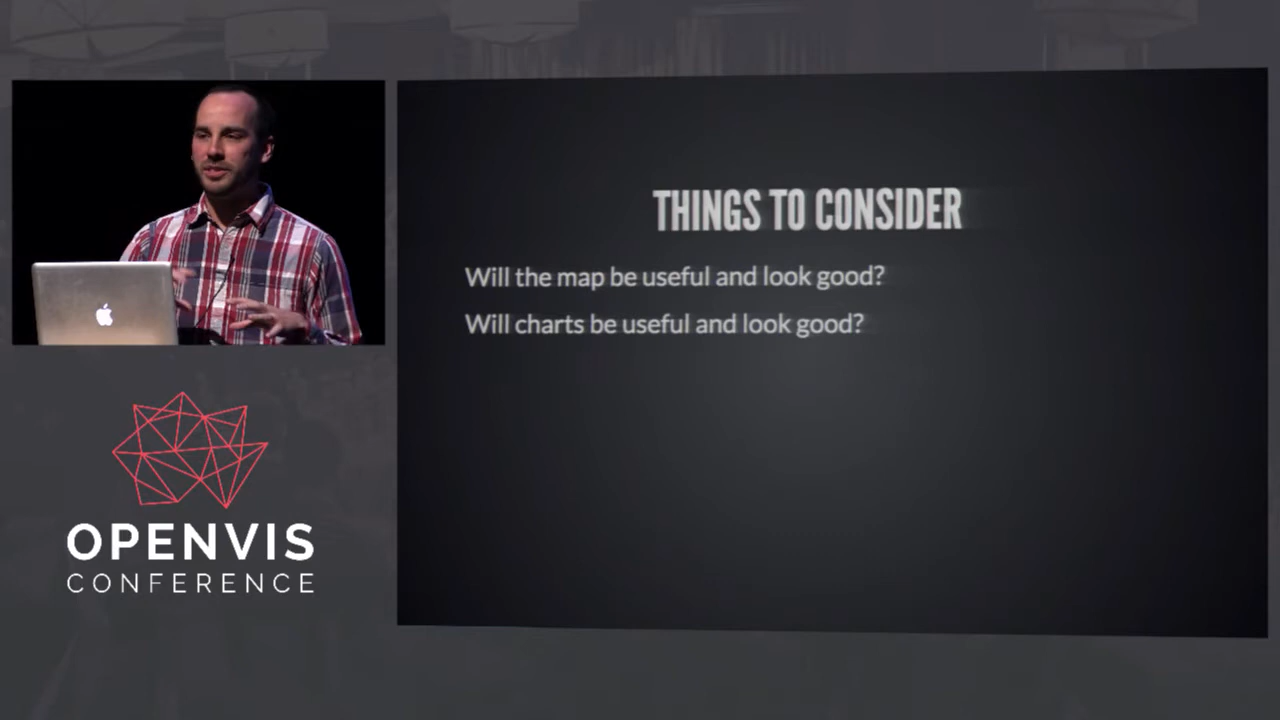 THINGS TO CONSIDER
Will the map be useful and look good?
Will charts be useful and look good?
OPENVIS
CONFERENCE